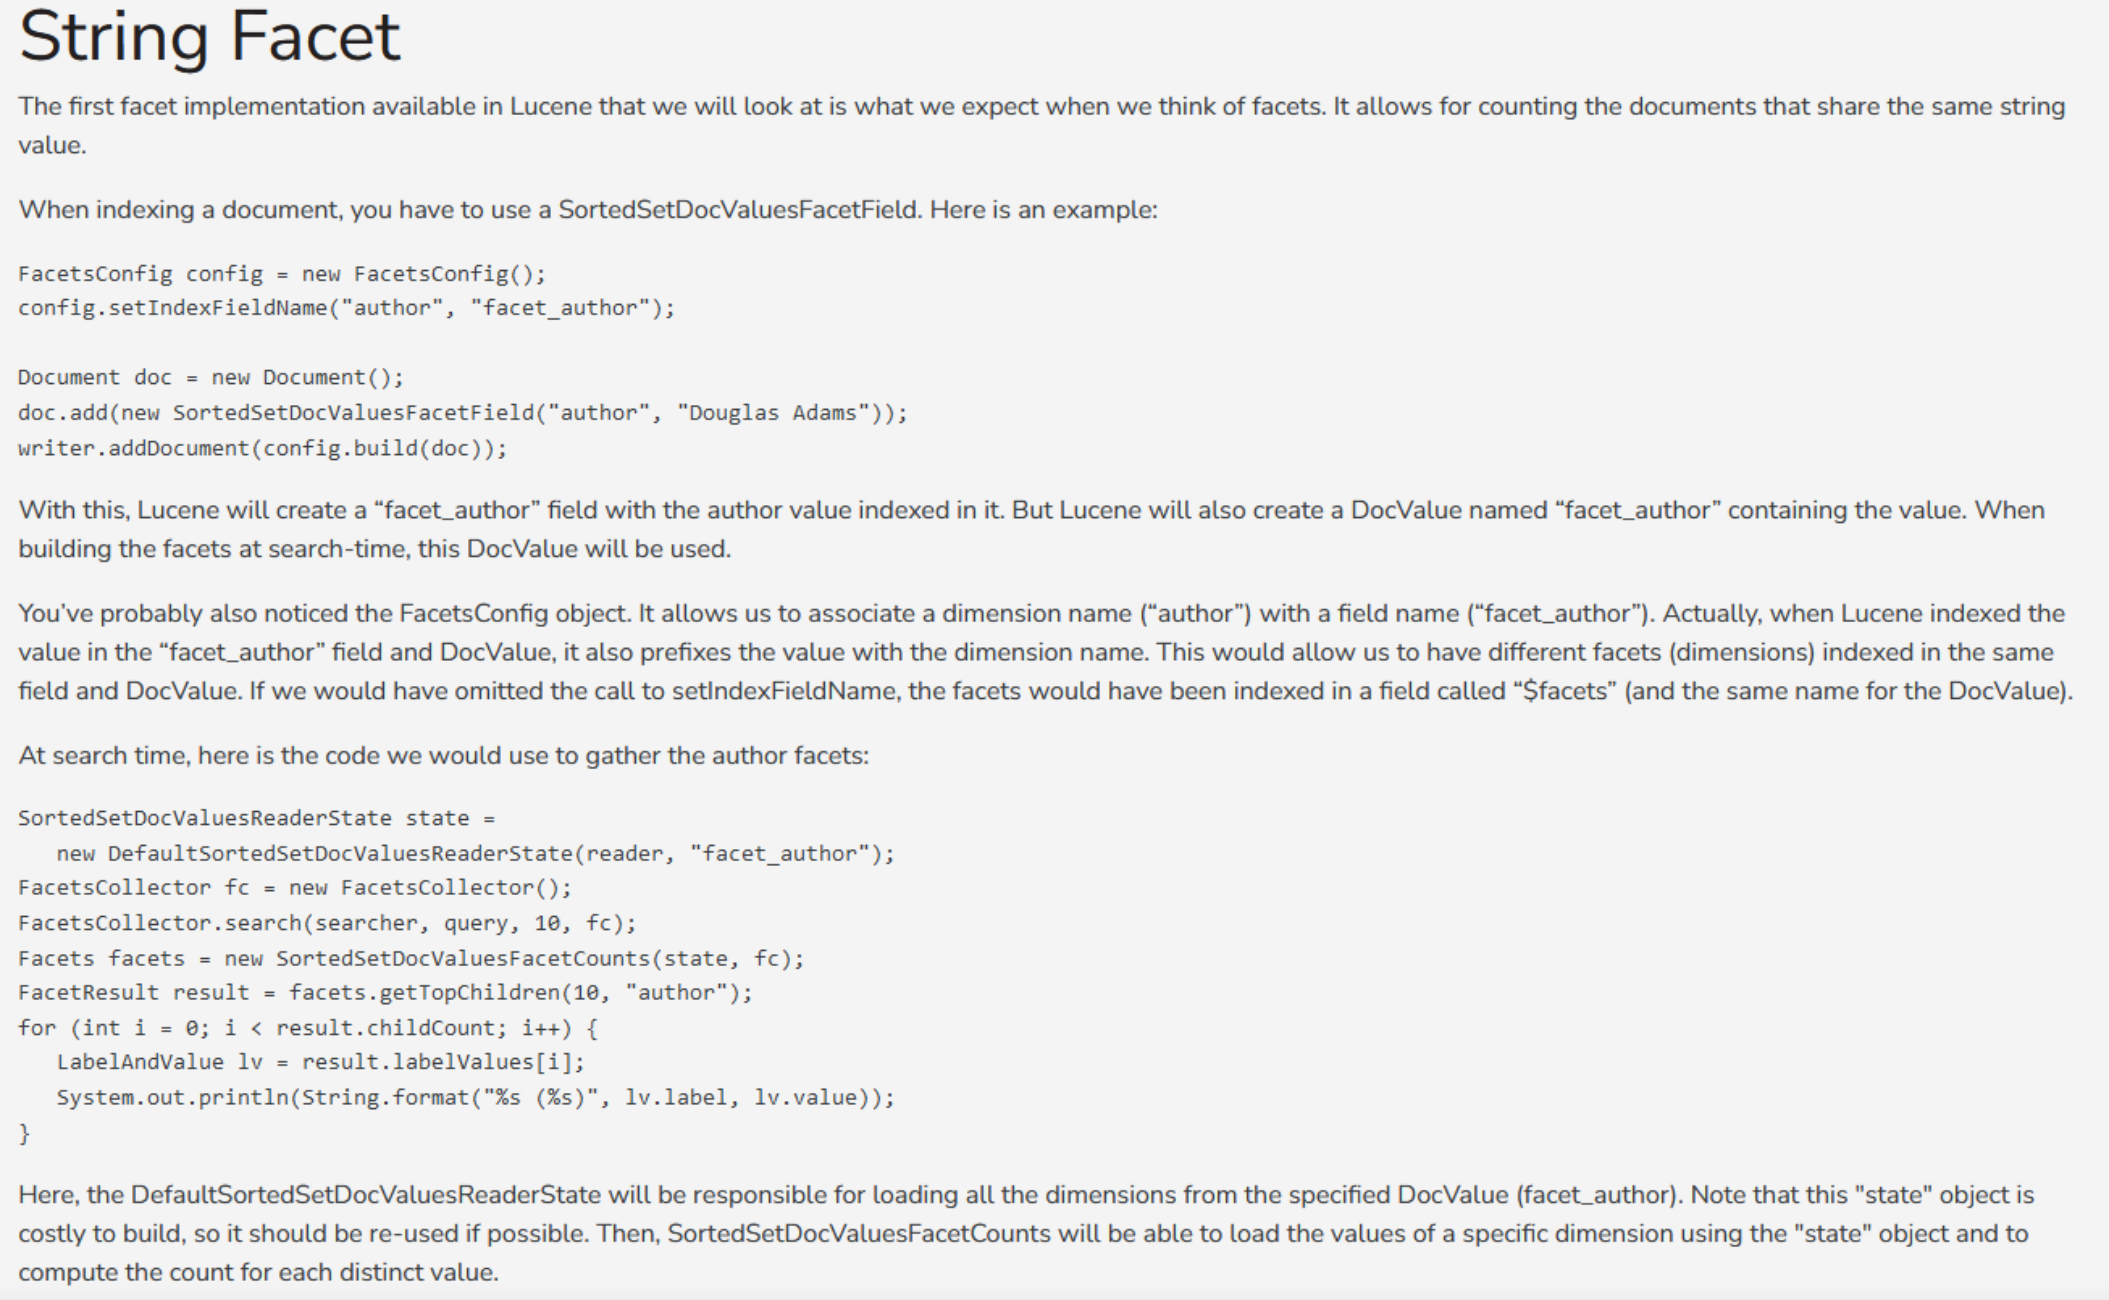 String Facet
The first facet implementation available in Lucene that we will look at is what we expect when we think of facets. It allows for counting the documents that share the same string
value.
When indexing a document, you have to use a SortedSetDocValuesFacetField. Here is an example:
FacetsConfig config = new FacetsConfig();
config.setIndexFieldName("author", "facet_author");
Document doc = new Document();
doc.add(new SortedSetDocValuesFacetField("author", "Douglas Adams"));
writer.addDocument(config.build(doc));
With this, Lucene will create a “facet_author” field with the author value indexed in it. But Lucene will also create a DocValue named “facet_author” containing the value. When
building the facets at search-time, this DocValue will be used.
You’ve probably also noticed the FacetsConfig object. It allows us to associate a dimension name (“author”) with a field name (“facet_author”). Actually, when Lucene indexed the
value in the “facet_author” field and DocValue, it also prefixes the value with the dimension name. This would allow us to have different facets (dimensions) indexed in the same
field and DocValue. If we would have omitted the call to setIndexFieldName, the facets would have been indexed in a field called “$facets” (and the same name for the DocValue).
At search time, here is the code we would use to gather the author facets:
SortedSetDocValuesReaderState state =
   new DefaultSortedSetDocValuesReaderState(reader, "facet_author");
FacetsCollector fc = new FacetsCollector();
FacetsCollector.search(searcher, query, 10, fc);
Facets facets = new SortedSetDocValuesFacetCounts(state, fc);
FacetResult result = facets.getTopChildren(10, "author");
for (int i = 0; i < result.childCount; i++) {
   LabelAndValue lv = result.labelValues[i];
   System.out.println(String.format("%s (%s)", lv.label, lv.value));
}
Here, the DefaultSortedSetDocValuesReaderState will be responsible for loading all the dimensions from the specified DocValue (facet_author). Note that this "state" object is
costly to build, so it should be re-used if possible. Then, SortedSetDocValuesFacetCounts will be able to load the values of a specific dimension using the "state" object and to
compute the count for each distinct value.